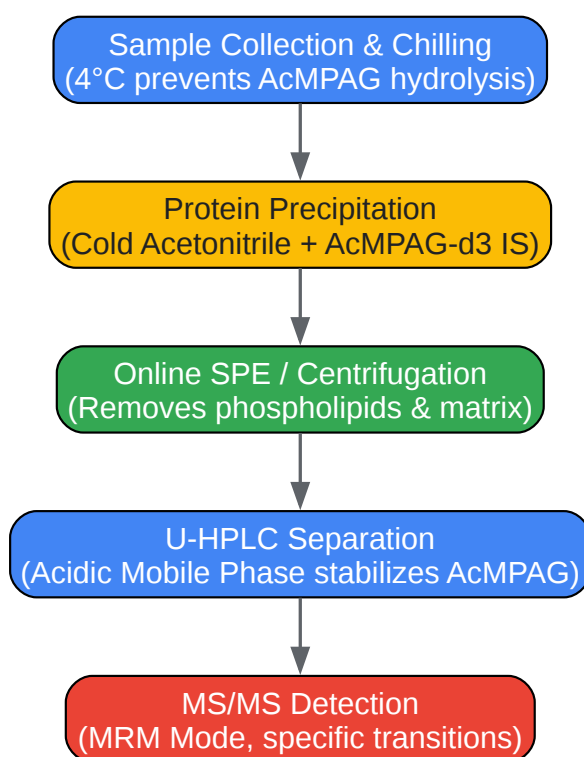 Sample Collection & Chilling
(4°C prevents AcMPAG hydrolysis)
Protein Precipitation
(Cold Acetonitrile + AcMPAG-d3 IS)
Online SPE / Centrifugation
(Removes phospholipids & matrix)
U-HPLC Separation
(Acidic Mobile Phase stabilizes AcMPAG)
MS/MS Detection
(MRM Mode, specific transitions)